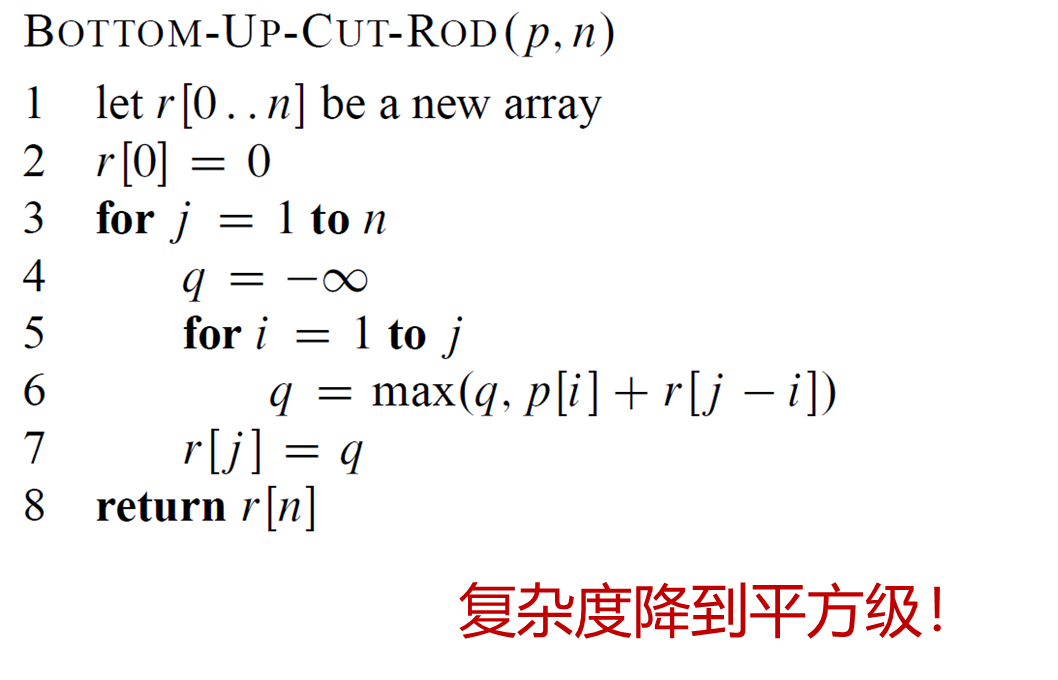 BOTTOM-UP-CUT-ROD(p, n)
1 let r[0..n] be a new array
2 r[0] = 0
3 for j = 1 to n
4 q = −∞
5 for i = 1 to j
6 q = max(q, p[i] + r[j − i])
7 r[j] = q
8 return r[n]
复杂度降到平方级！